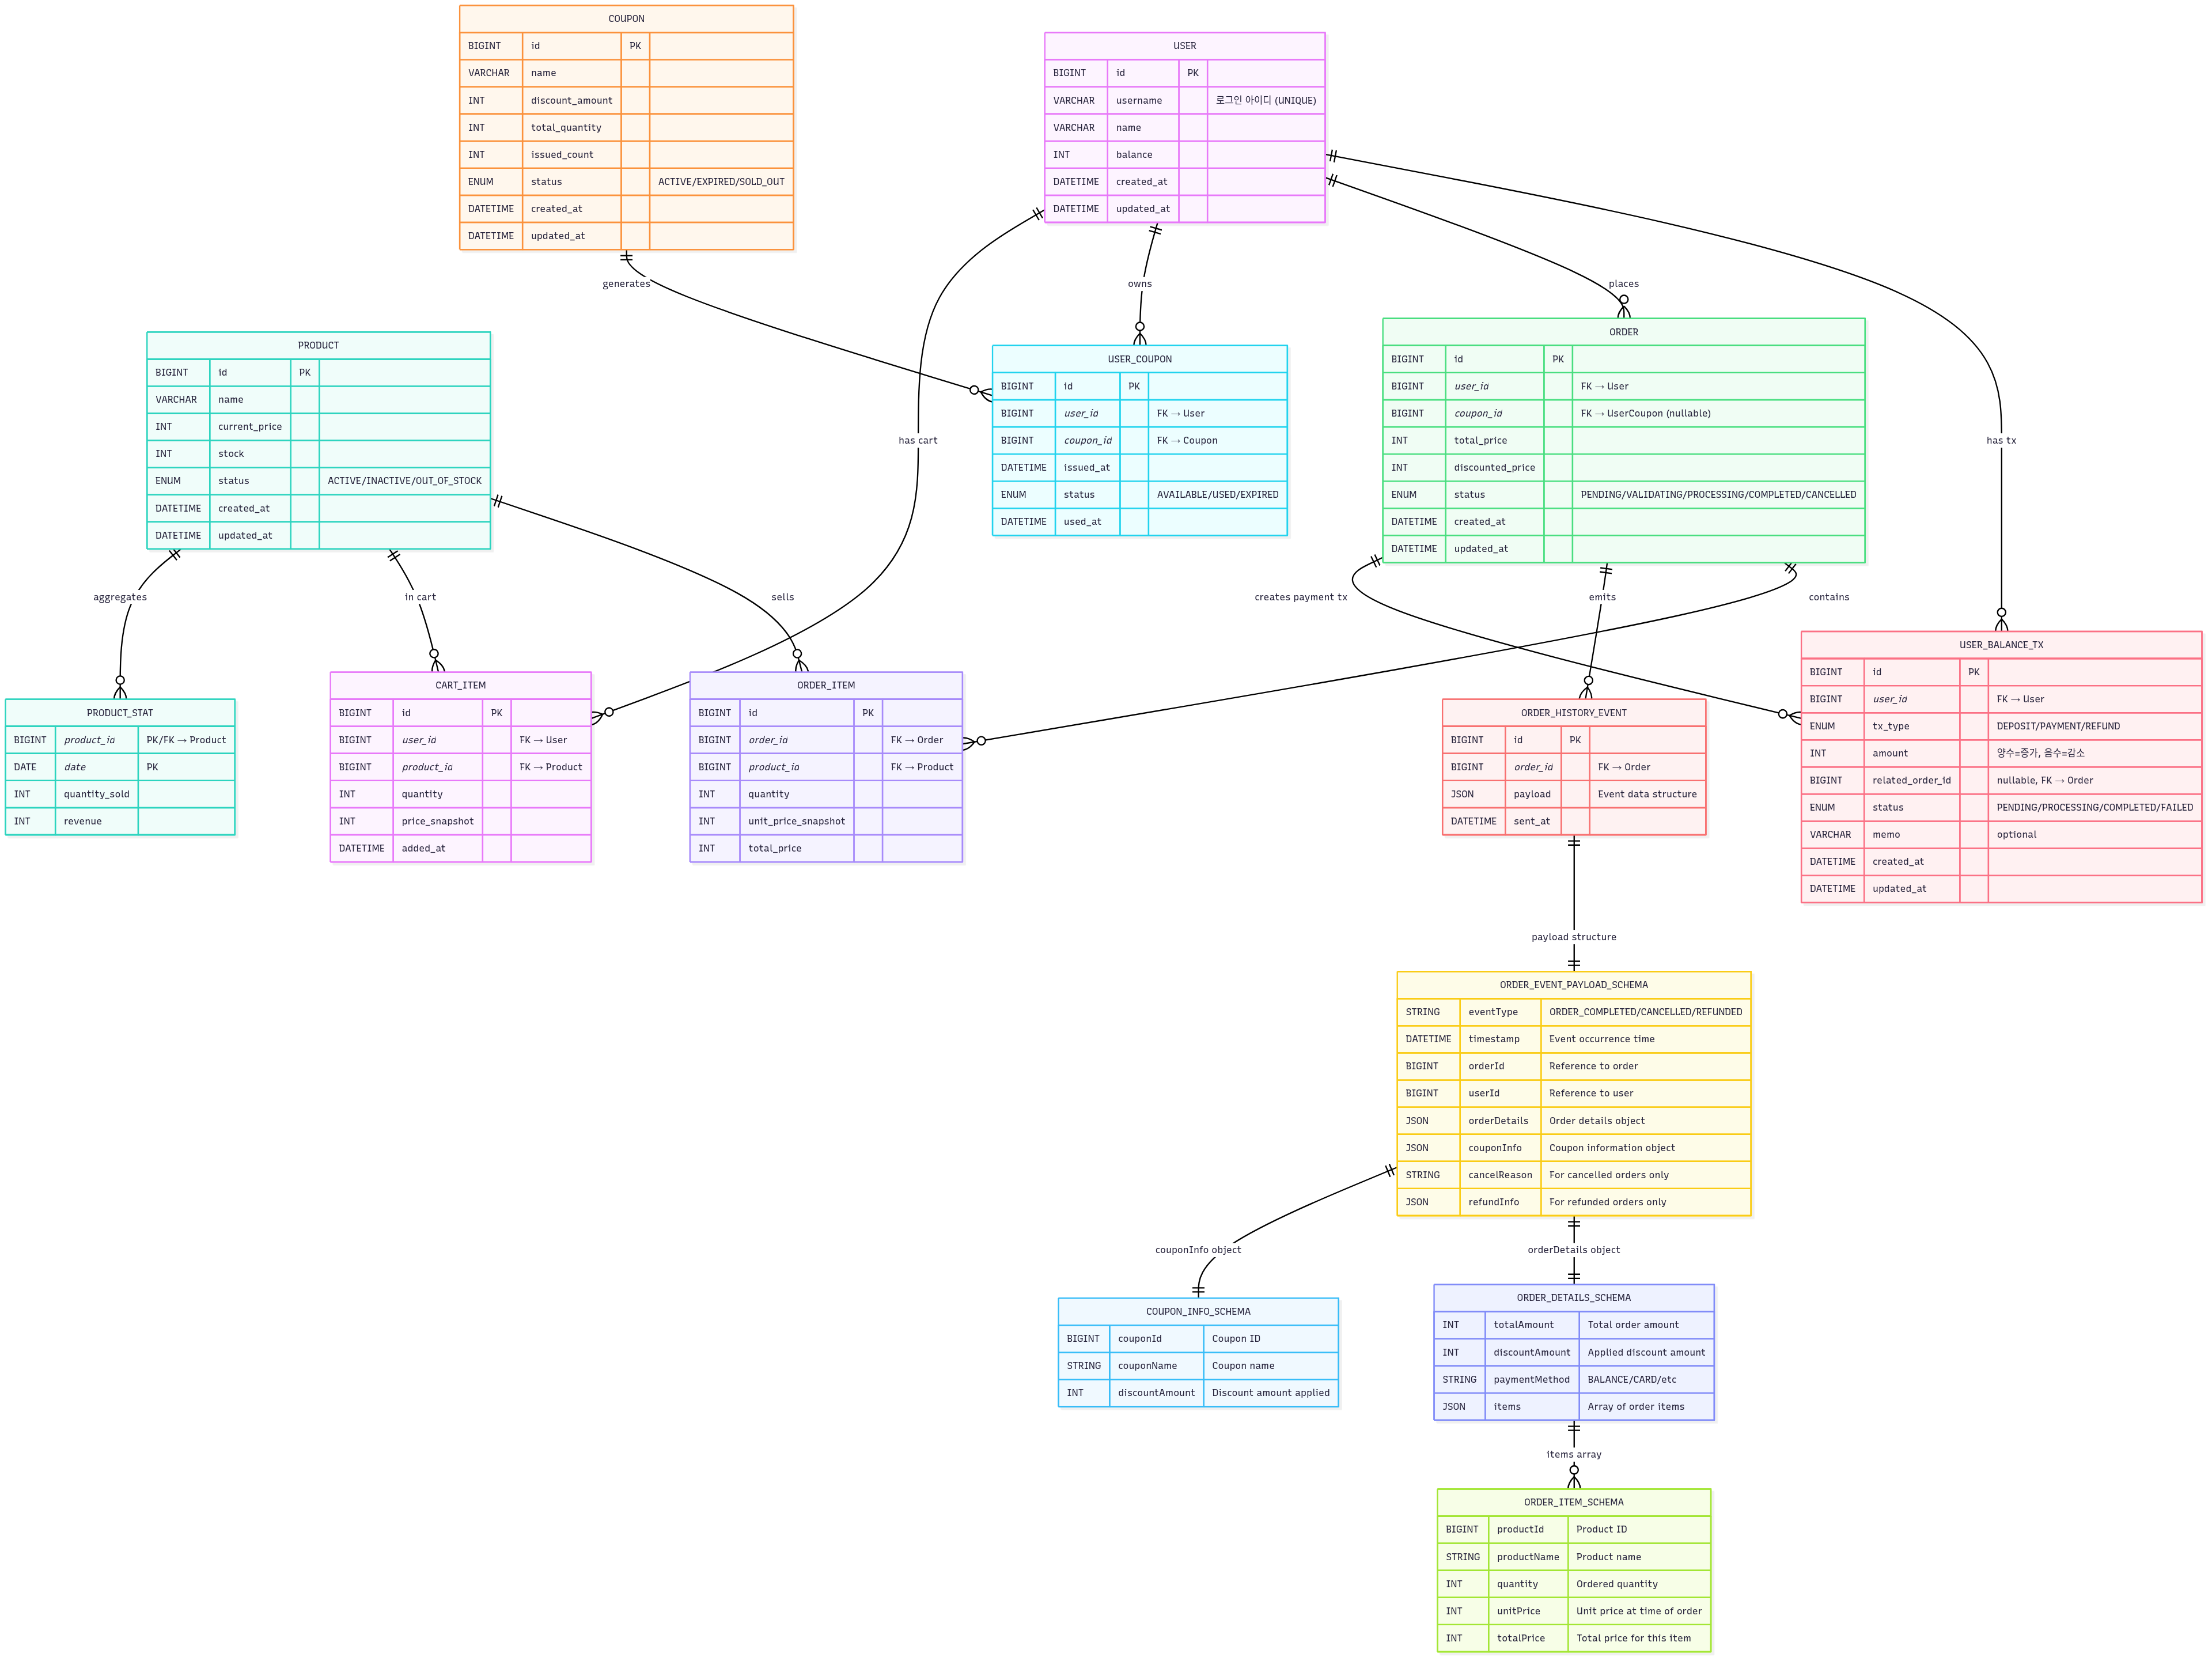 COUPON
BIGINT id PK
VARCHAR name
INT discount_amount
INT total_quantity
INT issued_count
ENUM status ACTIVE/EXPIRED/SOLD_OUT
DATETIME created_at
DATETIME updated_at
USER
BIGINT id PK
VARCHAR username 로그인 아이디 (UNIQUE)
VARCHAR name
INT balance
DATETIME created_at
DATETIME updated_at
generates
owns
places
PRODUCT
BIGINT id PK
VARCHAR name
INT current_price
INT stock
ENUM status ACTIVE/INACTIVE/OUT_OF_STOCK
DATETIME created_at
DATETIME updated_at
USER_COUPON
BIGINT id PK
BIGINT user_id FK → User
BIGINT coupon_id FK → Coupon
DATETIME issued_at
ENUM status AVAILABLE/USED/EXPIRED
DATETIME used_at
ORDER
BIGINT id PK
BIGINT user_id FK → User
BIGINT coupon_id FK → UserCoupon (nullable)
INT total_price
INT discounted_price
ENUM status PENDING/VALIDATING/PROCESSING/COMPLETED/CANCELLED
DATETIME created_at
DATETIME updated_at
has cart
has tx
aggregates
in cart
sells
creates payment tx
emits
contains
PRODUCT_STAT
BIGINT product_id PK/FK → Product
DATE date PK
INT quantity_sold
INT revenue
CART_ITEM
BIGINT id PK
BIGINT user_id FK → User
BIGINT product_id FK → Product
INT quantity
INT price_snapshot
DATETIME added_at
ORDER_ITEM
BIGINT id PK
BIGINT order_id FK → Order
BIGINT product_id FK → Product
INT quantity
INT unit_price_snapshot
INT total_price
ORDER_HISTORY_EVENT
BIGINT id PK
BIGINT order_id FK → Order
JSON payload Event data structure
DATETIME sent_at
USER_BALANCE_TX
BIGINT id PK
BIGINT user_id FK → User
ENUM tx_type DEPOSIT/PAYMENT/REFUND
INT amount 양수=증가, 음수=감소
BIGINT related_order_id nullable, FK → Order
ENUM status PENDING/PROCESSING/COMPLETED/FAILED
VARCHAR memo optional
DATETIME created_at
DATETIME updated_at
payload structure
ORDER_EVENT_PAYLOAD_SCHEMA
STRING eventType ORDER_COMPLETED/CANCELLED/REFUNDED
DATETIME timestamp Event occurrence time
BIGINT orderId Reference to order
BIGINT userId Reference to user
JSON orderDetails Order details object
JSON couponInfo Coupon information object
STRING cancelReason For cancelled orders only
JSON refundInfo For refunded orders only
couponInfo object
orderDetails object
COUPON_INFO_SCHEMA
BIGINT couponId Coupon ID
STRING couponName Coupon name
INT discountAmount Discount amount applied
ORDER_DETAILS_SCHEMA
INT totalAmount Total order amount
INT discountAmount Applied discount amount
STRING paymentMethod BALANCE/CARD/etc
JSON items Array of order items
items array
ORDER_ITEM_SCHEMA
BIGINT productId Product ID
STRING productName Product name
INT quantity Ordered quantity
INT unitPrice Unit price at time of order
INT totalPrice Total price for this item